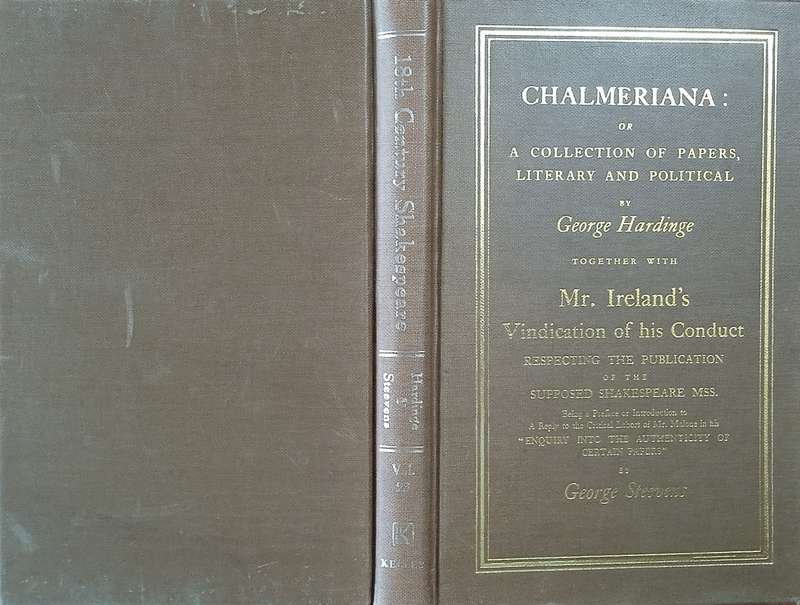 18th Century Shakespeare
Hardinge
&
Steevens
KELLEY
CHALMERIANA:
OR
A COLLECTION OF PAPERS,
LITERARY AND POLITICAL
BY
George Hardinge
TOGETHER WITH
Mr. Ireland's
Vindication of his Conduct
RESPECTING THE PUBLICATION
OF THE
SUPPOSED SHAKESPEARE MSS.
Being a Preface or Introduction to
A Reply to the Critical Labors of Mr. Malone in his
"ENQUIRY INTO THE AUTHENTICITY OF
CERTAIN PAPERS"
BY
George Steevens